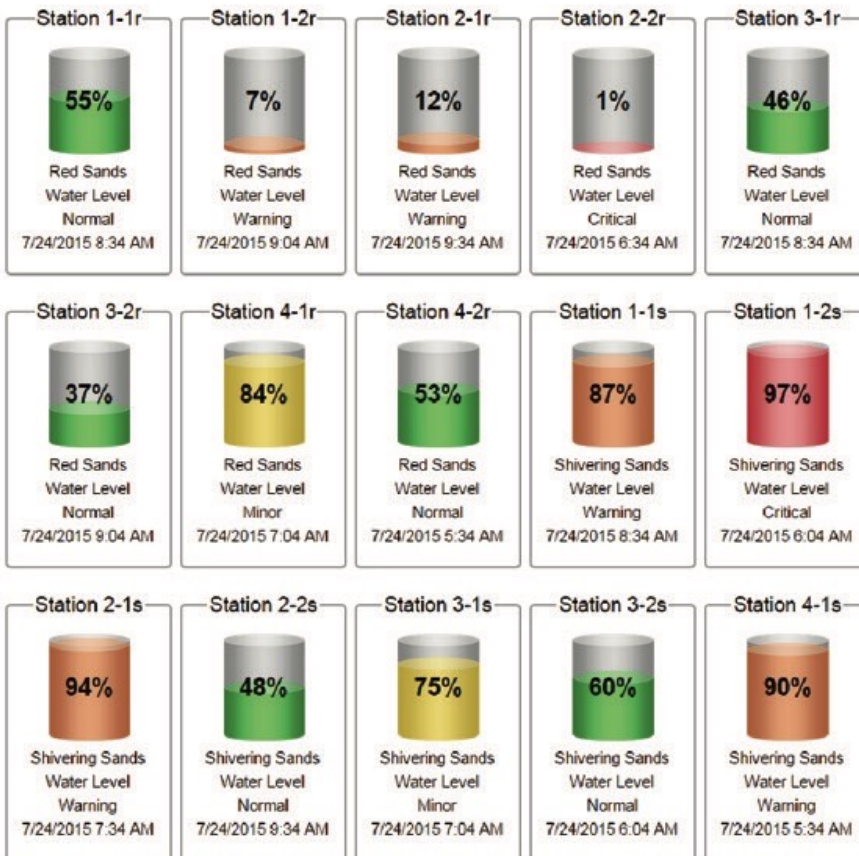 Station 1-1r
55%
Red Sands
Water Level
Normal
7/24/2015 8:34 AM
Station 1-2r
7%
Red Sands
Water Level
Warning
7/24/2015 9:04 AM
Station 2-1r
12%
Red Sands
Water Level
Warning
7/24/2015 9:34 AM
Station 2-2r
1%
Red Sands
Water Level
Critical
7/24/2015 6:34 AM
Station 3-1r
46%
Red Sands
Water Level
Normal
7/24/2015 8:34 AM
Station 3-2r
37%
Red Sands
Water Level
Normal
7/24/2015 9:04 AM
Station 4-1r
84%
Red Sands
Water Level
Minor
7/24/2015 7:04 AM
Station 4-2r
53%
Red Sands
Water Level
Normal
7/24/2015 5:34 AM
Station 1-1s
87%
Shivering Sands
Water Level
Warning
7/24/2015 8:34 AM
Station 1-2s
97%
Shivering Sands
Water Level
Critical
7/24/2015 6:04 AM
Station 2-1s
94%
Shivering Sands
Water Level
Warning
7/24/2015 7:34 AM
Station 2-2s
48%
Shivering Sands
Water Level
Normal
7/24/2015 9:34 AM
Station 3-1s
75%
Shivering Sands
Water Level
Minor
7/24/2015 7:04 AM
Station 3-2s
60%
Shivering Sands
Water Level
Normal
7/24/2015 6:04 AM
Station 4-1s
90%
Shivering Sands
Water Level
Warning
7/24/2015 5:34 AM